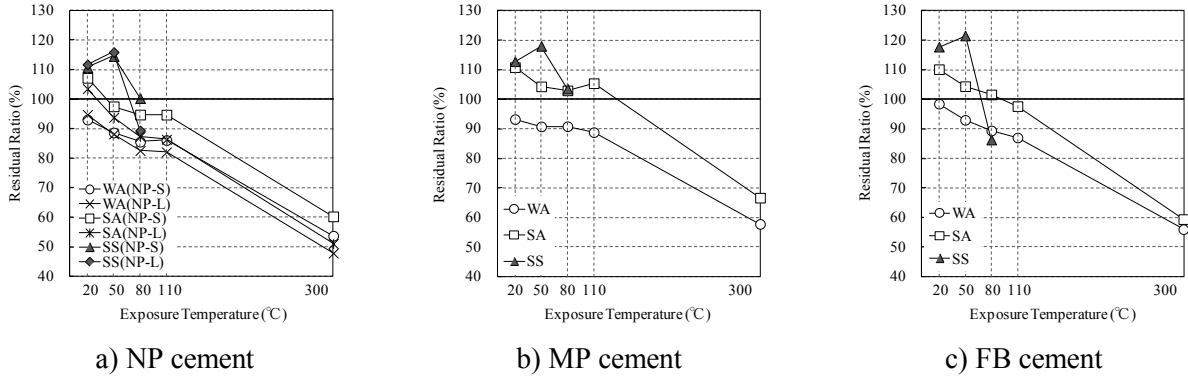 130
120
110
100
90
80
70
60
50
40
Residual Ratio (%)
WA(NP-S)
WA(NP-L)
SA(NP-S)
SA(NP-L)
SS(NP-S)
SS(NP-L)
20 50 80 110 300
Exposure Temperature (℃)
a) NP cement
130
120
110
100
90
80
70
60
50
40
Residual Ratio (%)
WA
SA
SS
20 50 80 110 300
Exposure Temperature (℃)
b) MP cement
130
120
110
100
90
80
70
60
50
40
Residual Ratio (%)
WA
SA
SS
20 50 80 110 300
Exposure Temperature (℃)
c) FB cement